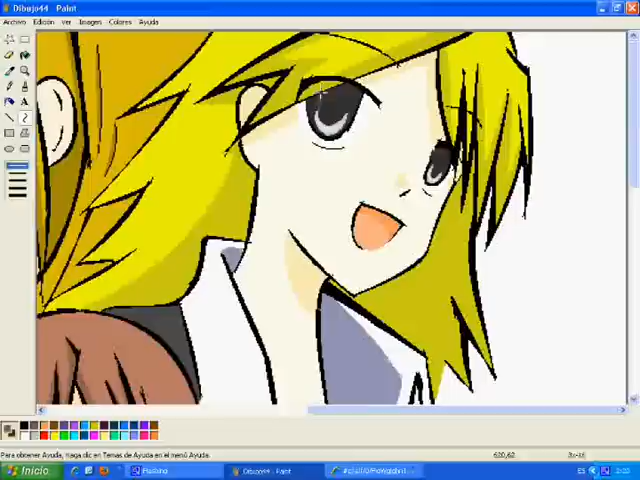 Dibujo44 - Paint
Archivo Edición Ver Imagen Colores Ayuda
A
Para obtener Ayuda, haga clic en Temas de Ayuda en el menú Ayuda.
620,62
Inicio
Dibujo44 - Paint
ES